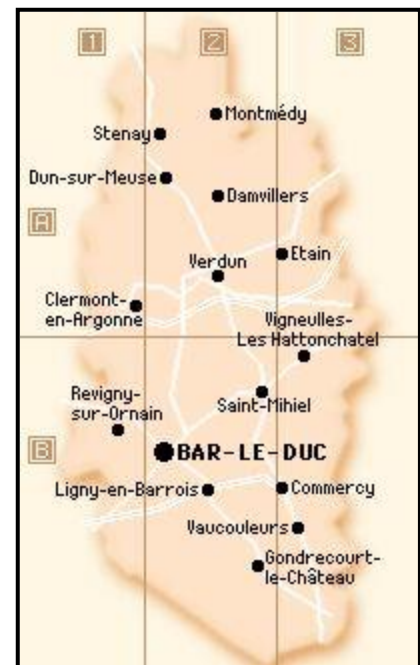 1 2 3
Montmédy
Stenay
Dun-sur-Meuse
Damvillers
A
Etain
Verdun
Clermont-
en-Argonne
Vigneulles-
Les Hattonchatel
Revigny-
sur-Ornain
Saint-Mihiel
B
BAR-LE-DUC
Ligny-en-Barrois
Commercy
Vaucouleurs
Gondrecourt-
le-Château